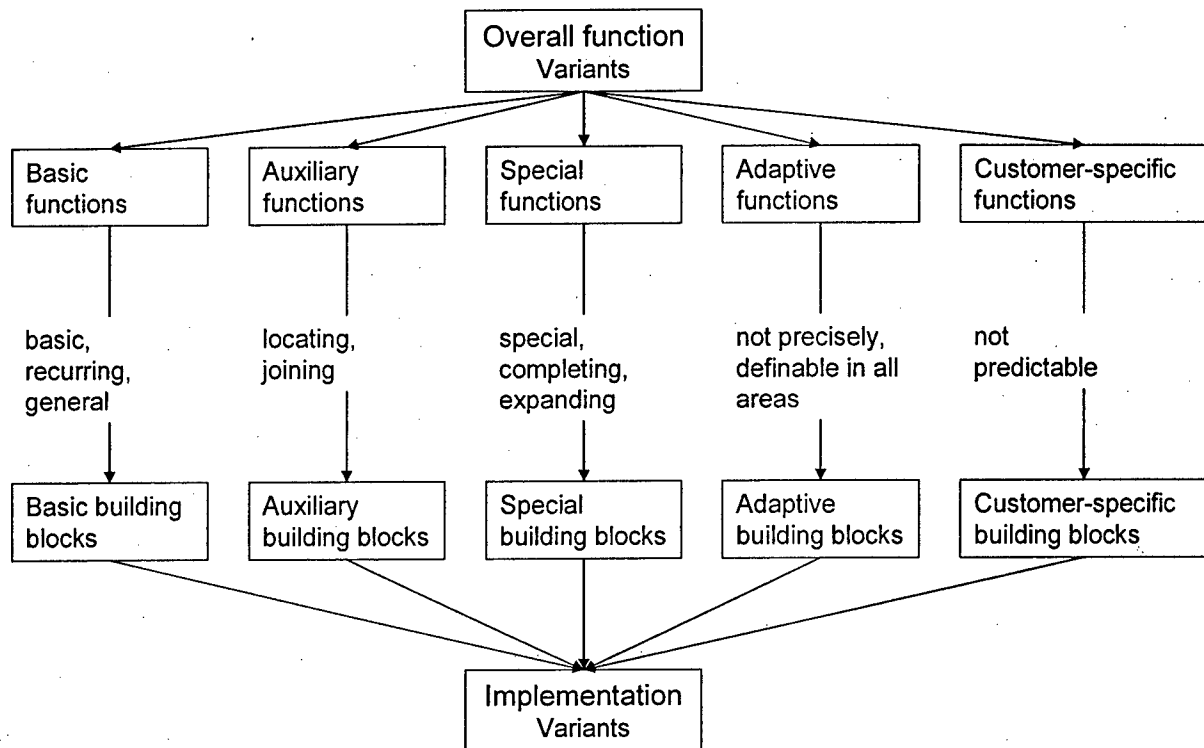 Overall function
Variants
Basic
functions
Auxiliary
functions
Special
functions
Adaptive
functions
Customer-specific
functions
basic,
recurring,
general
locating,
joining
special,
completing,
expanding
not precisely,
definable in all
areas
not
predictable
Basic building
blocks
Auxiliary
building blocks
Special
building blocks
Adaptive
building blocks
Customer-specific
building blocks
Implementation
Variants